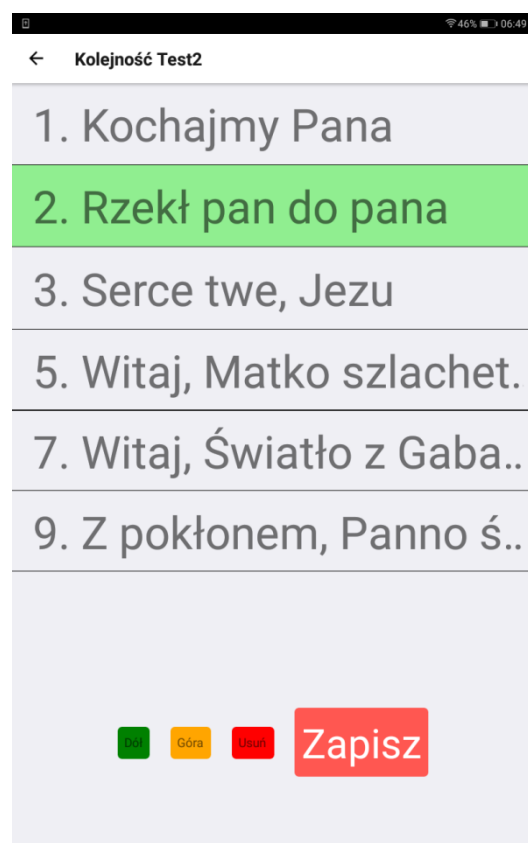 46% 06:49
Kolejność Test2
1. Kochajmy Pana
2. Rzekł pan do pana
3. Serce twe, Jezu
5. Witaj, Matko szlachet.
7. Witaj, Światło z Gaba..
9. Z pokłonem, Panno ś..
Dół Góra Usuń Zapisz